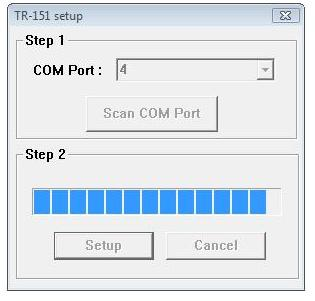 TR-151 setup
Step 1
COM Port : 4
Scan COM Port
Step 2
Setup Cancel